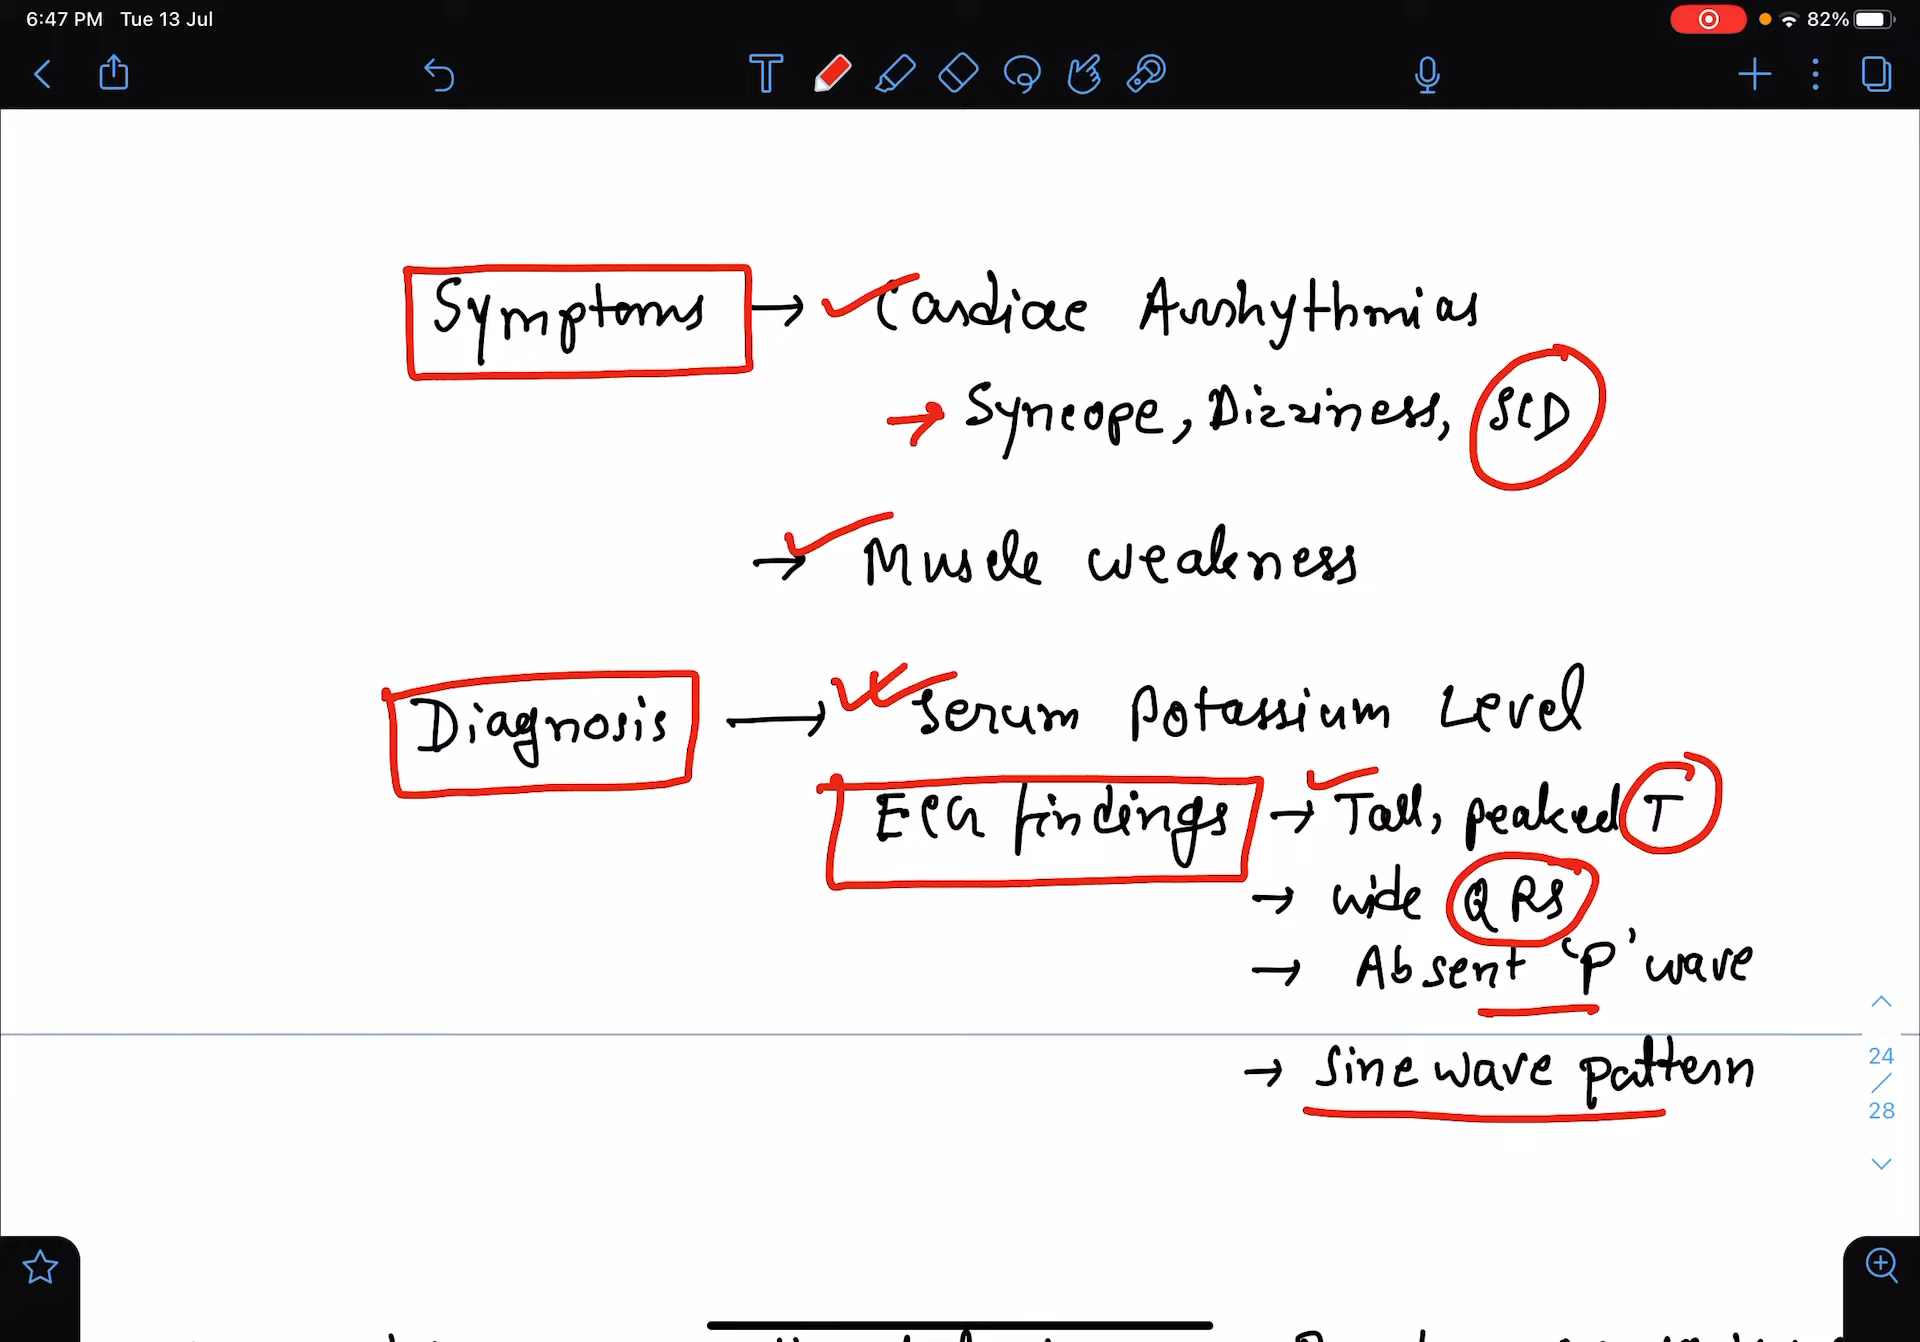 6:47 PM Tue 13 Jul
82%
Symptoms → Cardiac Arrhythmias
→ Syncope, Dizziness, SCD
→ Muscle weakness
Diagnosis → Serum Potassium Level
ECG findings → Tall, peaked T
→ wide QRS
→ Absent 'P' wave
→ Sine wave pattern
24
/
28